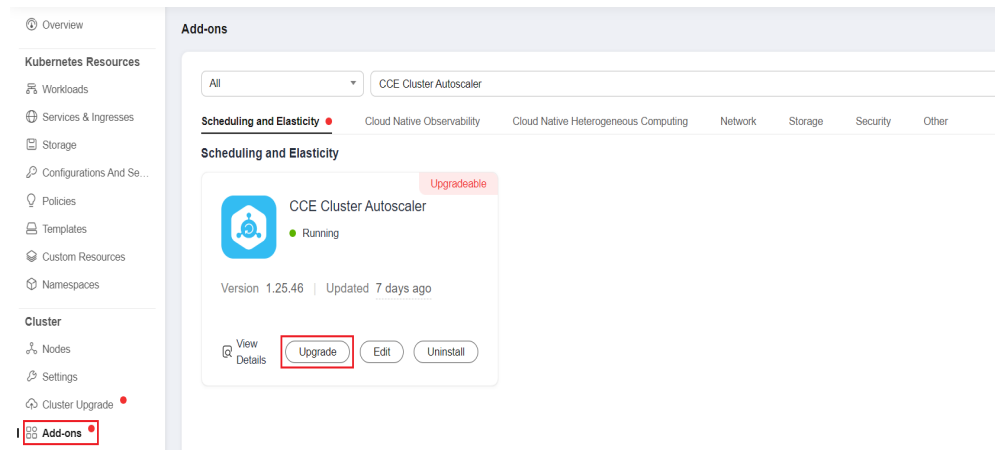 Overview
Kubernetes Resources
Workloads
Services & Ingresses
Storage
Configurations And Se...
Policies
Templates
Custom Resources
Namespaces
Cluster
Nodes
Settings
Cluster Upgrade
Add-ons
Add-ons
All
CCE Cluster Autoscaler
Scheduling and Elasticity
Cloud Native Observability
Cloud Native Heterogeneous Computing
Network
Storage
Security
Other
Scheduling and Elasticity
Upgradeable
CCE Cluster Autoscaler
Running
Version 1.25.46 | Updated 7 days ago
View
Details
Upgrade
Edit
Uninstall